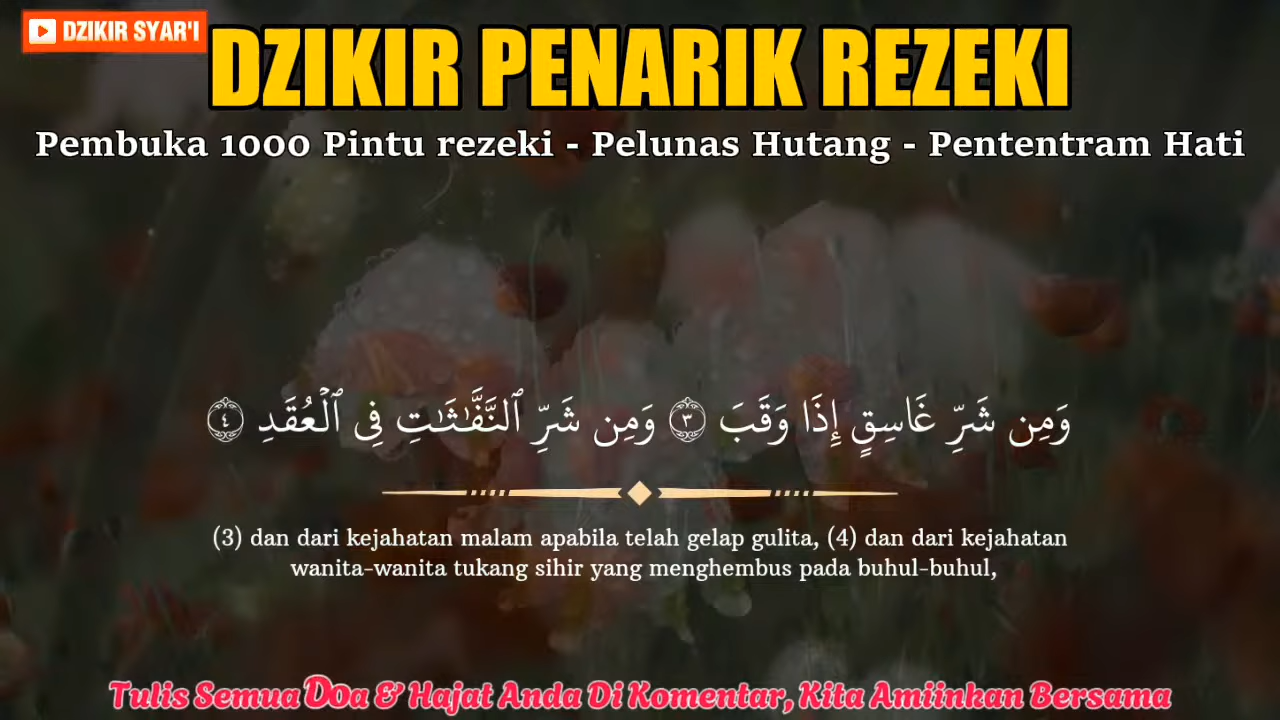 DZIKIR SYAR'I
DZIKIR PENARIK REZEKI
Pembuka 1000 Pintu rezeki - Pelunas Hutang - Pententram Hati
وَمِن شَرِّ غَاسِقٍ إِذَا وَقَبَ ۝٣ وَمِن شَرِّ ٱلنَّفَّٰثَٰتِ فِى ٱلْعُقَدِ ۝٤
(3) dan dari kejahatan malam apabila telah gelap gulita, (4) dan dari kejahatan
wanita-wanita tukang sihir yang menghembus pada buhul-buhul,
Tulis Semua Doa & Hajat Anda Di Komentar, Kita Amiinkan Bersama